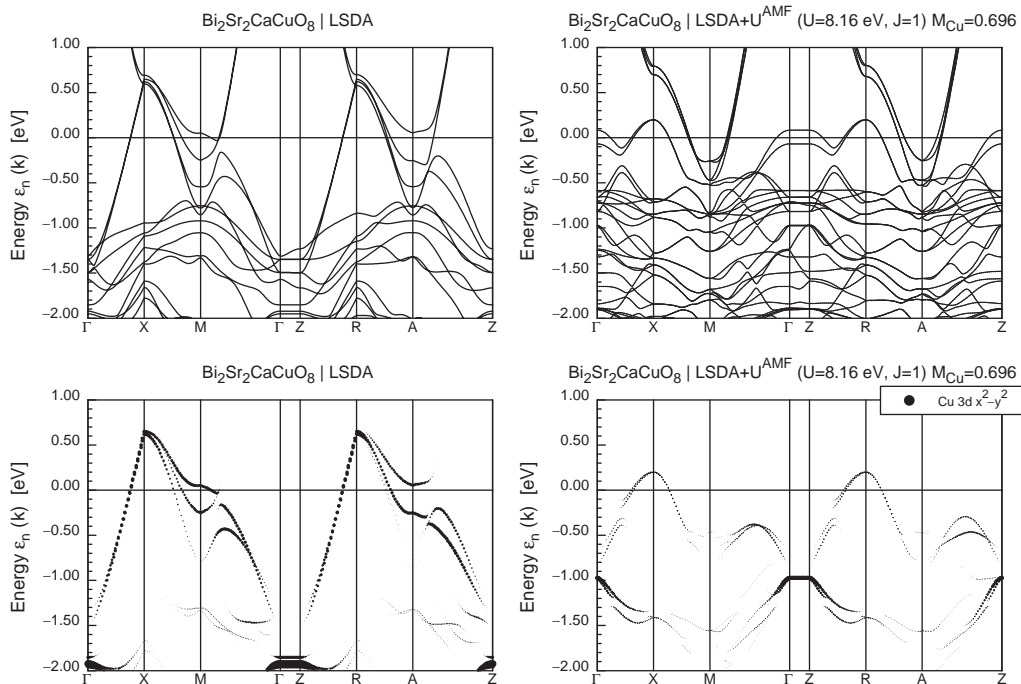 Bi2Sr2CaCuO8 | LSDA
Energy εn (k) [eV]
1.00
0.50
0.00
−0.50
−1.00
−1.50
−2.00
Γ X M Γ Z R A Z
Bi2Sr2CaCuO8 | LSDA+U^AMF (U=8.16 eV, J=1) MCu=0.696
Energy εn (k) [eV]
1.00
0.50
0.00
−0.50
−1.00
−1.50
−2.00
Γ X M Γ Z R A Z
Bi2Sr2CaCuO8 | LSDA
Energy εn (k) [eV]
1.00
0.50
0.00
−0.50
−1.00
−1.50
−2.00
Γ X M Γ Z R A Z
Bi2Sr2CaCuO8 | LSDA+U^AMF (U=8.16 eV, J=1) MCu=0.696
Cu 3d x²−y²
Energy εn (k) [eV]
1.00
0.50
0.00
−0.50
−1.00
−1.50
−2.00
Γ X M Γ Z R A Z